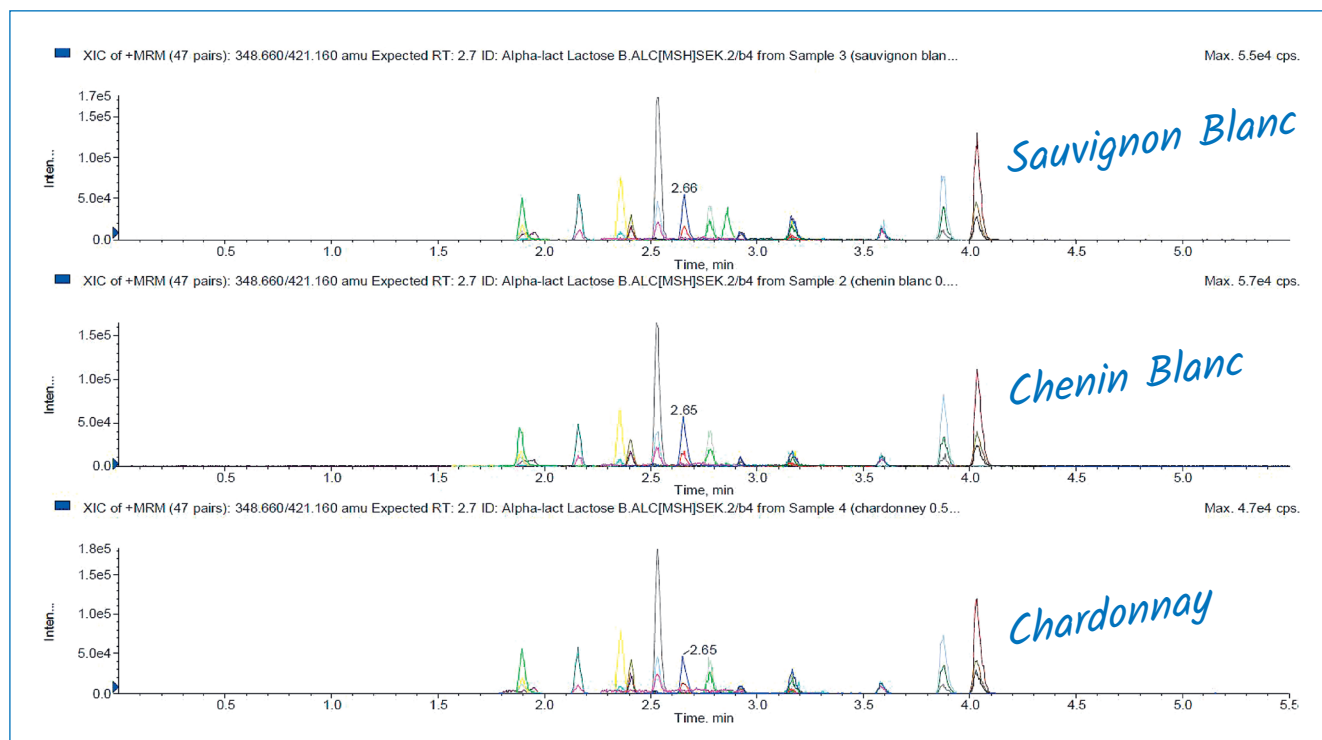 XIC of +MRM (47 pairs): 348.660/421.160 amu Expected RT: 2.7 ID: Alpha-lact Lactose B.ALC[MSH]SEK.2/b4 from Sample 3 (sauvignon blan... Max. 5.5e4 cps.
1.7e5
1.5e5
1.0e5
5.0e4
0.0
Inten...
2.66
Sauvignon Blanc
0.5 1.0 1.5 2.0 2.5 3.0 3.5 4.0 4.5 5.0
Time, min
XIC of +MRM (47 pairs): 348.660/421.160 amu Expected RT: 2.7 ID: Alpha-lact Lactose B.ALC[MSH]SEK.2/b4 from Sample 2 (chenin blanc 0.... Max. 5.7e4 cps.
1.5e5
1.0e5
5.0e4
0.0
Inten...
2.65
Chenin Blanc
0.5 1.0 1.5 2.0 2.5 3.0 3.5 4.0 4.5 5.0
Time, min
XIC of +MRM (47 pairs): 348.660/421.160 amu Expected RT: 2.7 ID: Alpha-lact Lactose B.ALC[MSH]SEK.2/b4 from Sample 4 (chardonney 0.5... Max. 4.7e4 cps.
1.8e5
1.5e5
1.0e5
5.0e4
0.0
Inten...
2.65
Chardonnay
0.5 1.0 1.5 2.0 2.5 3.0 3.5 4.0 4.5 5.0 5.5
Time, min